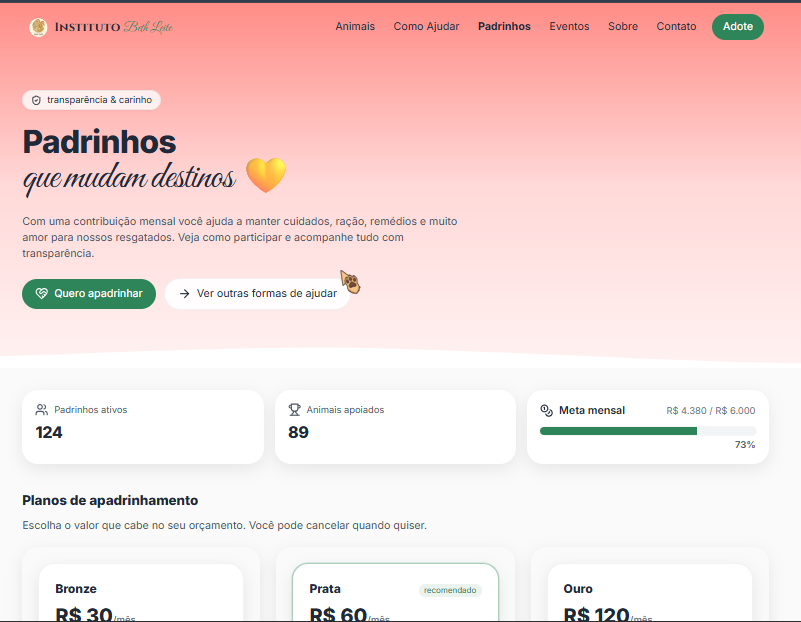 INSTITUTO Beth Leite
Animais
Como Ajudar
Padrinhos
Eventos
Sobre
Contato
Adote
transparência & carinho
Padrinhos
que mudam destinos
Com uma contribuição mensal você ajuda a manter cuidados, ração, remédios e muito
amor para nossos resgatados. Veja como participar e acompanhe tudo com
transparência.
Quero apadrinhar
Ver outras formas de ajudar
Padrinhos ativos
124
Animais apoiados
89
Meta mensal
R$ 4.380 / R$ 6.000
73%
Planos de apadrinhamento
Escolha o valor que cabe no seu orçamento. Você pode cancelar quando quiser.
Bronze
R$ 30/mês
Prata
recomendado
R$ 60/mês
Ouro
R$ 120/mês